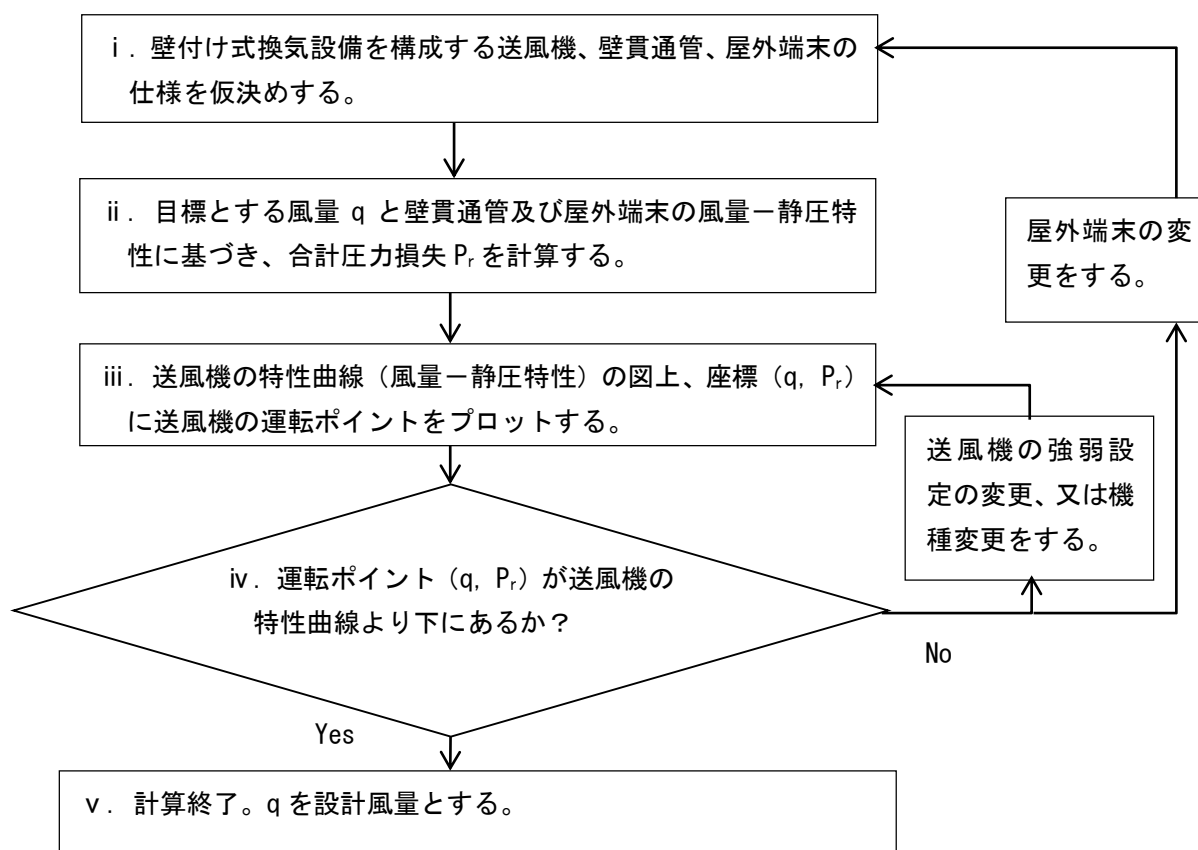 ⅰ. 壁付け式換気設備を構成する送風機、壁貫通管、屋外端末の
仕様を仮決めする。
ⅱ. 目標とする風量 q と壁貫通管及び屋外端末の風量－静圧特
性に基づき、合計圧力損失 Pr を計算する。
屋外端末の変
更をする。
ⅲ. 送風機の特性曲線（風量－静圧特性）の図上、座標（q, Pr）
に送風機の運転ポイントをプロットする。
送風機の強弱設
定の変更、又は機
種変更をする。
ⅳ. 運転ポイント（q, Pr）が送風機の
特性曲線より下にあるか？
No
Yes
ⅴ. 計算終了。q を設計風量とする。